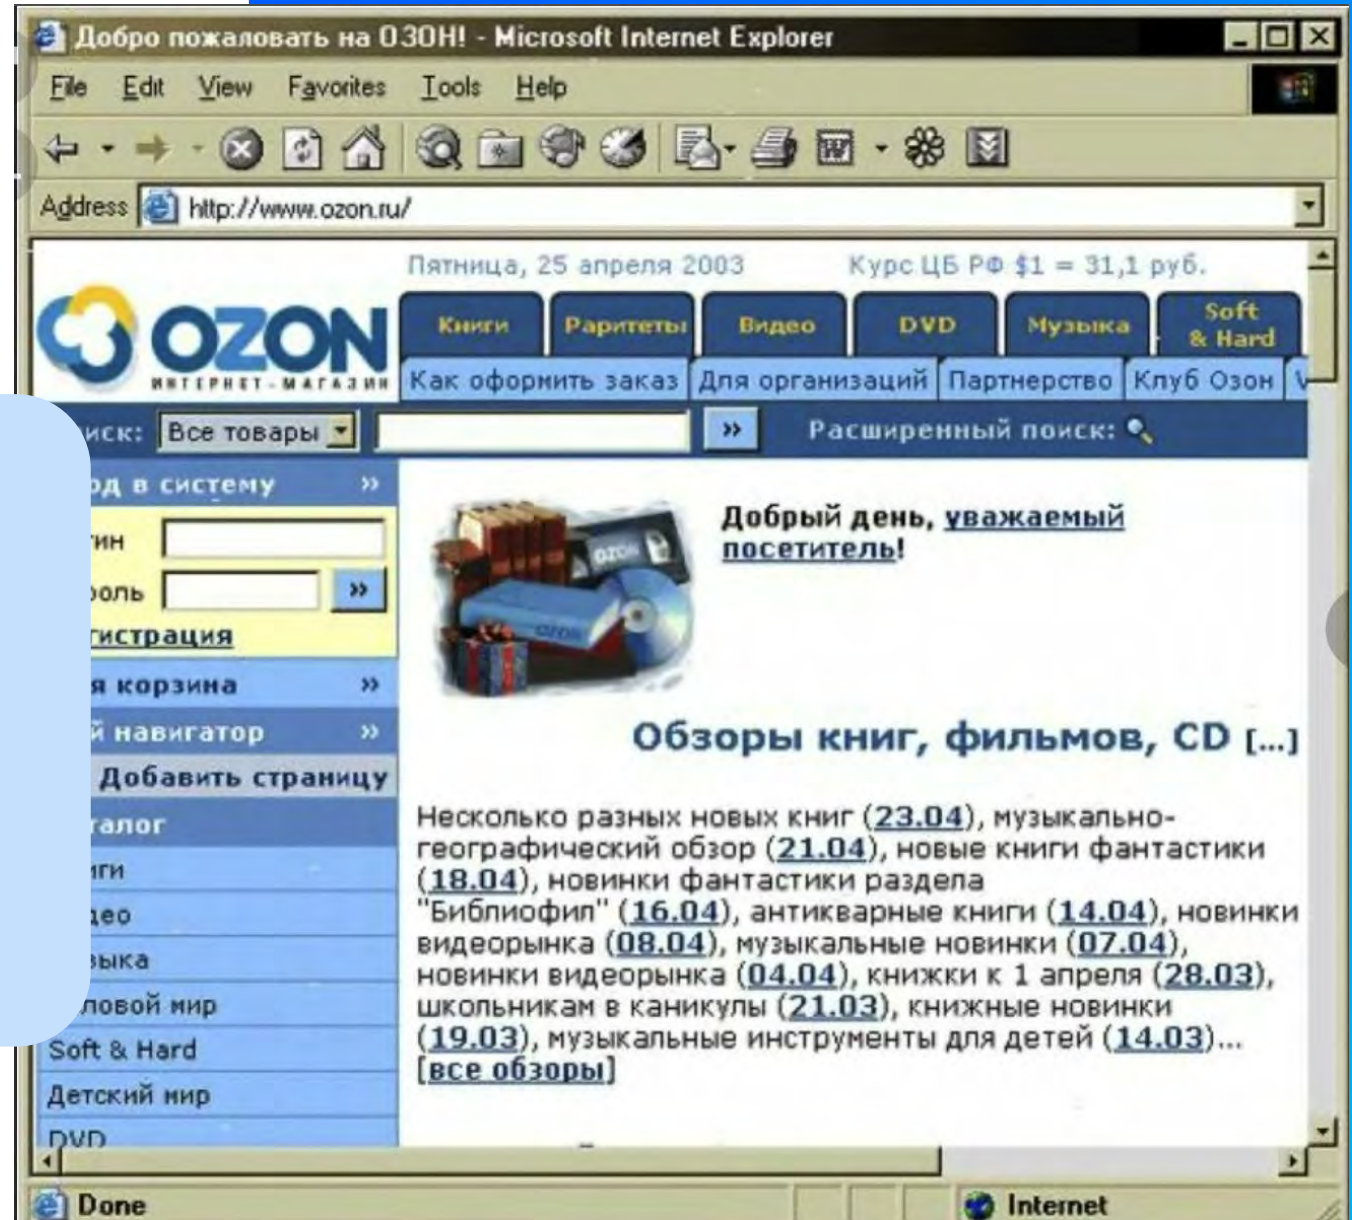 Добро пожаловать на ОЗОН! - Microsoft Internet Explorer
File Edit View Favorites Tools Help
Address http://www.ozon.ru/
Пятница, 25 апреля 2003 Курс ЦБ РФ $1 = 31,1 руб.
OZON
ИНТЕРНЕТ-МАГАЗИН
Книги Раритеты Видео DVD Музыка Soft & Hard
Как оформить заказ Для организаций Партнерство Клуб Озон
иск: Все товары » Расширенный поиск:
од в систему »
ин
оль »
гистрация
я корзина »
й навигатор »
Добавить страницу
талог
иги
део
зыка
ловой мир
Soft & Hard
Детский мир
DVD
OZON
OZON
Добрый день, уважаемый
посетитель!
Обзоры книг, фильмов, CD [...]
Несколько разных новых книг (23.04), музыкально-
географический обзор (21.04), новые книги фантастики
(18.04), новинки фантастики раздела
"Библиофил" (16.04), антикварные книги (14.04), новинки
видеорынка (08.04), музыкальные новинки (07.04),
новинки видеорынка (04.04), книжки к 1 апреля (28.03),
школьникам в каникулы (21.03), книжные новинки
(19.03), музыкальные инструменты для детей (14.03)...
[все обзоры]
Done Internet